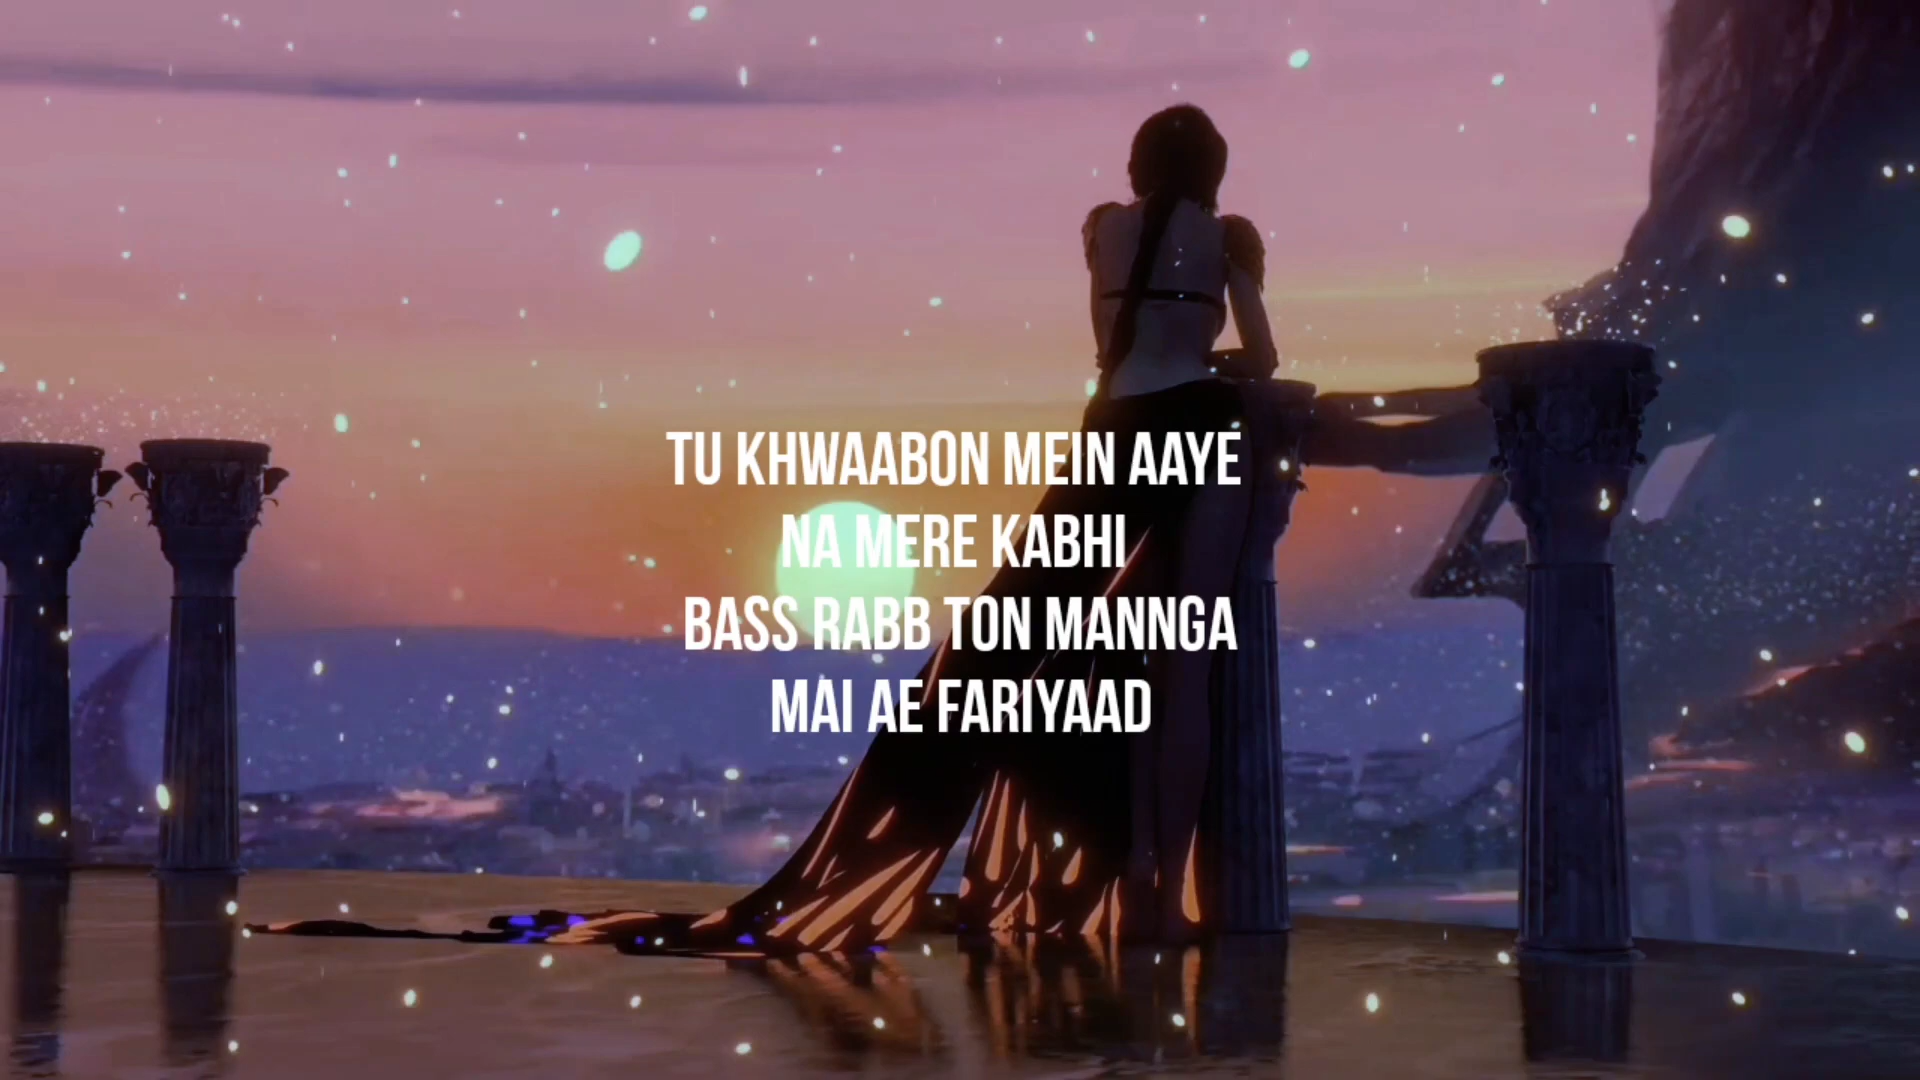 TU KHWAABON MEIN AAYE
NA MERE KABHI
BASS RABB TON MANNGA
MAI AE FARIYAAD